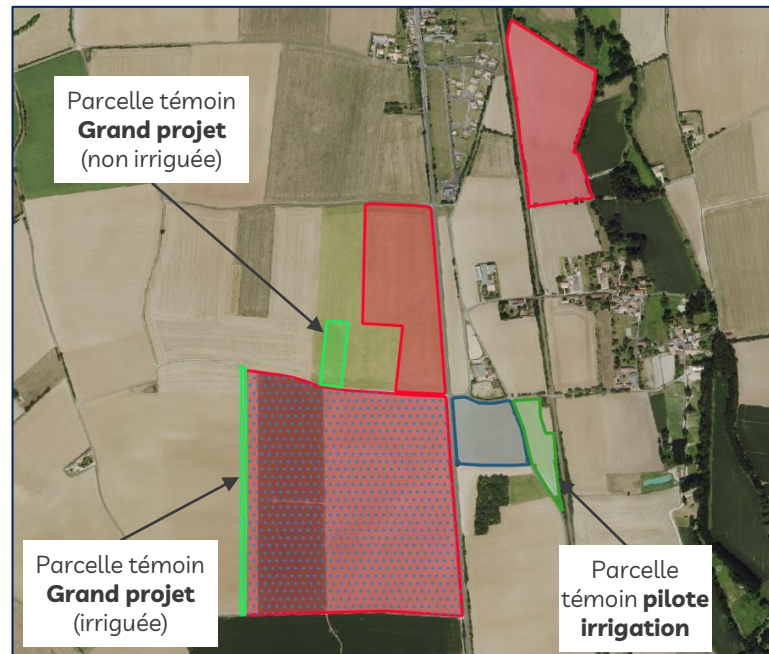 Parcelle témoin
Grand projet
(non irriguée)
Parcelle témoin
Grand projet
(irriguée)
Parcelle
témoin pilote
irrigation